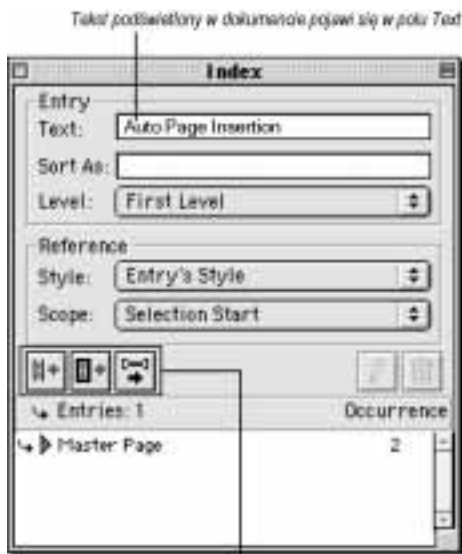 Tekst podświetlony w dokumencie pojawi się w polu Text
Index
Entry
Text: Auto Page Insertion
Sort As:
Level: First Level
Reference
Style: Entry's Style
Scope: Selection Start
Entries: 1 Occurrence
Master Page 2